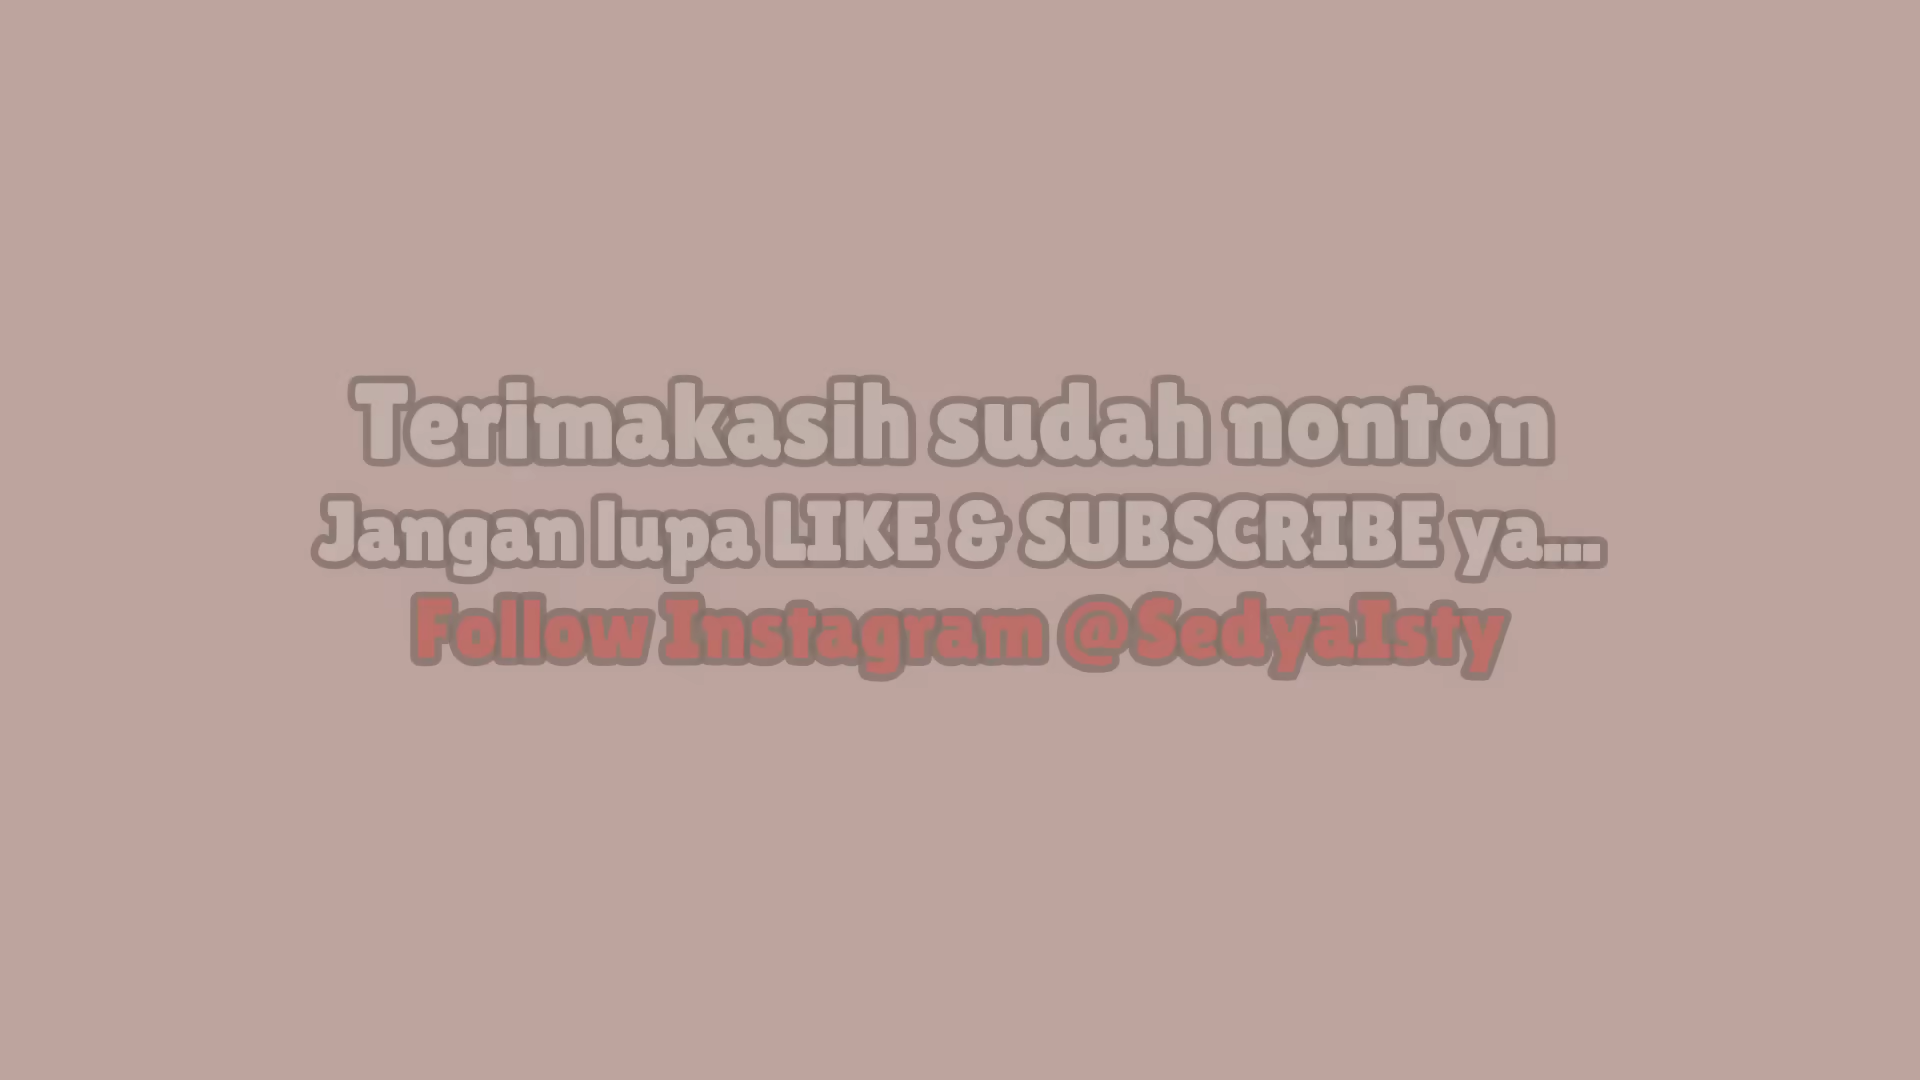 Terimakasih sudah nonton
Jangan lupa LIKE & SUBSCRIBE ya...
Follow Instagram @SedyaIsty